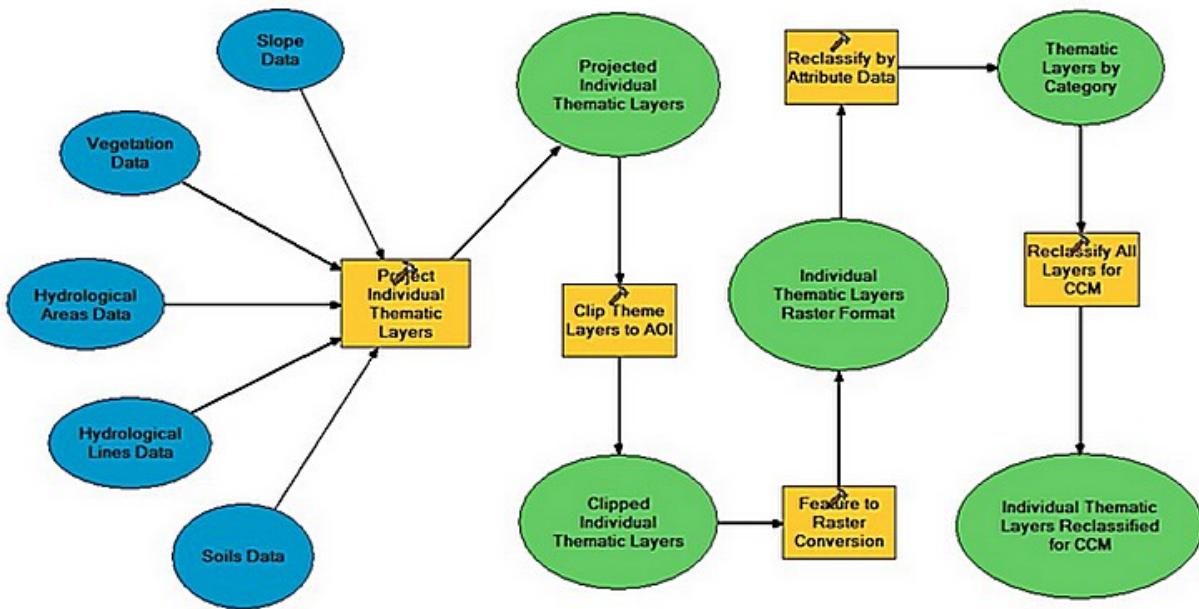 Slope
Data
Vegetation
Data
Hydrological
Areas Data
Hydrological
Lines Data
Soils Data
Project
Individual
Thematic
Layers
Projected
Individual
Thematic Layers
Clip Theme
Layers to AOI
Clipped
Individual
Thematic Layers
Feature to
Raster
Conversion
Individual
Thematic Layers
Raster Format
Reclassify by
Attribute Data
Thematic
Layers by
Category
Reclassify All
Layers for
CCM
Individual Thematic
Layers Reclassified
for CCM